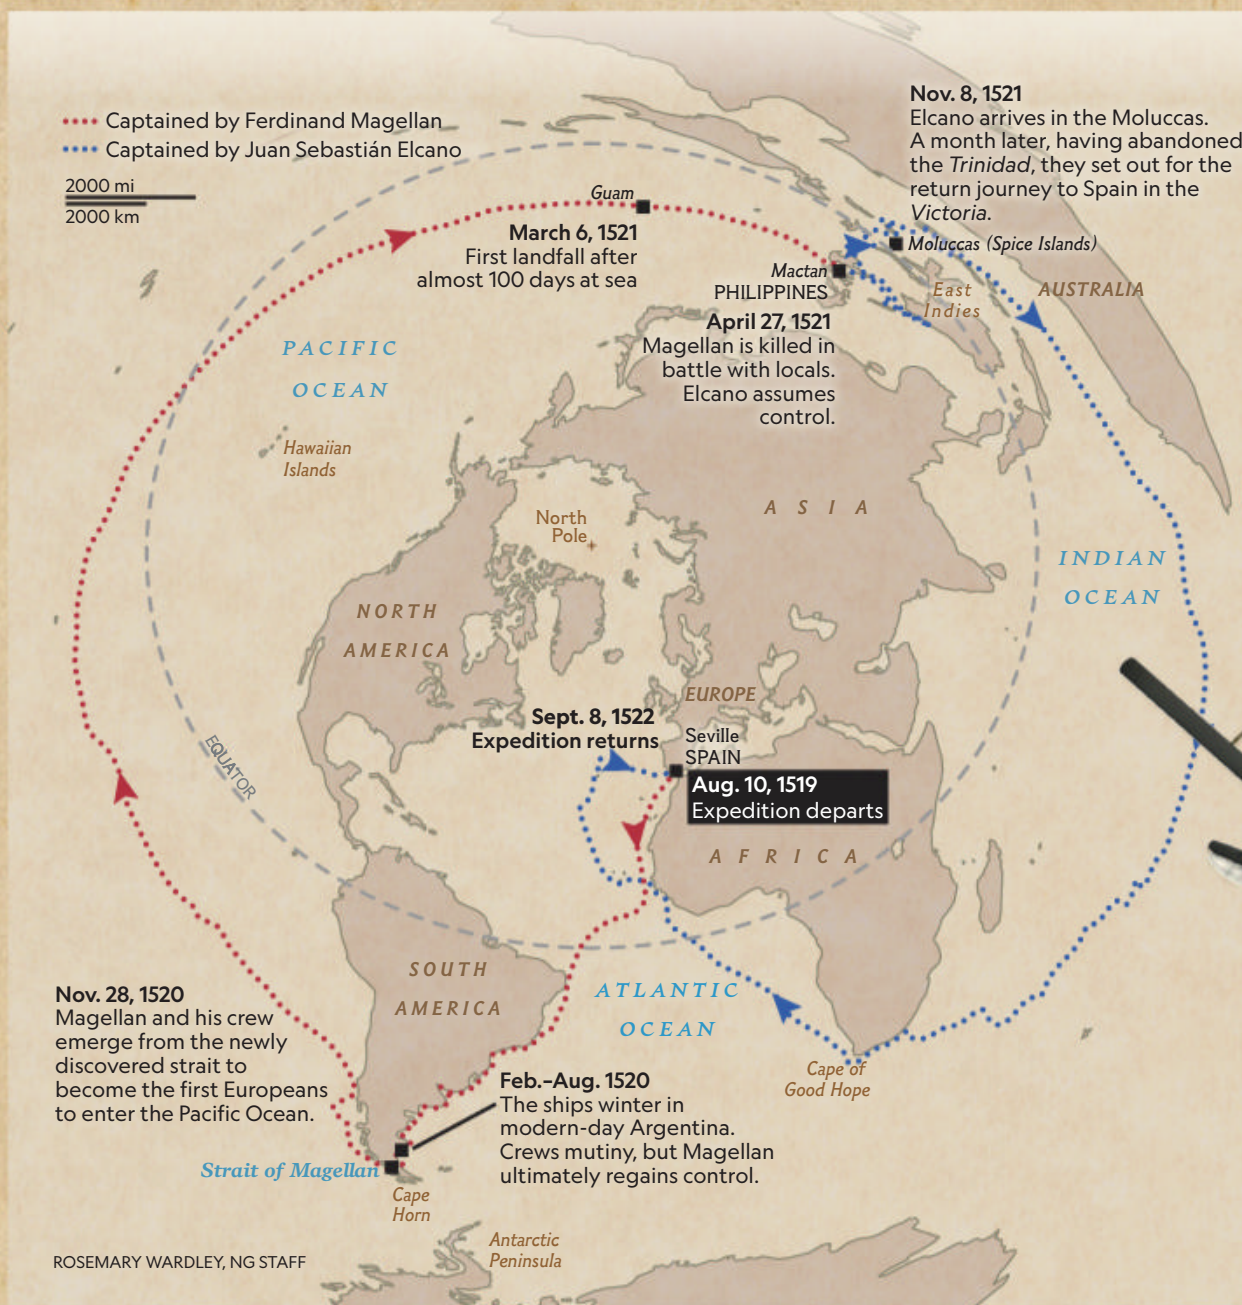 Captained by Ferdinand Magellan
Captained by Juan Sebastián Elcano
2000 mi
2000 km
Nov. 8, 1521
Elcano arrives in the Moluccas.
A month later, having abandoned
the Trinidad, they set out for the
return journey to Spain in the
Victoria.
Guam
March 6, 1521
First landfall after
almost 100 days at sea
Moluccas (Spice Islands)
Mactan
PHILIPPINES
East
Indies
AUSTRALIA
April 27, 1521
Magellan is killed in
battle with locals.
Elcano assumes
control.
PACIFIC
OCEAN
Hawaiian
Islands
North
Pole
ASIA
INDIAN
OCEAN
NORTH
AMERICA
EUROPE
Sept. 8, 1522
Expedition returns
Seville
SPAIN
Aug. 10, 1519
Expedition departs
EQUATOR
AFRICA
SOUTH
AMERICA
ATLANTIC
OCEAN
Nov. 28, 1520
Magellan and his crew
emerge from the newly
discovered strait to
become the first Europeans
to enter the Pacific Ocean.
Cape of
Good Hope
Feb.–Aug. 1520
The ships winter in
modern-day Argentina.
Crews mutiny, but Magellan
ultimately regains control.
Strait of Magellan
Cape
Horn
Antarctic
Peninsula
ROSEMARY WARDLEY, NG STAFF